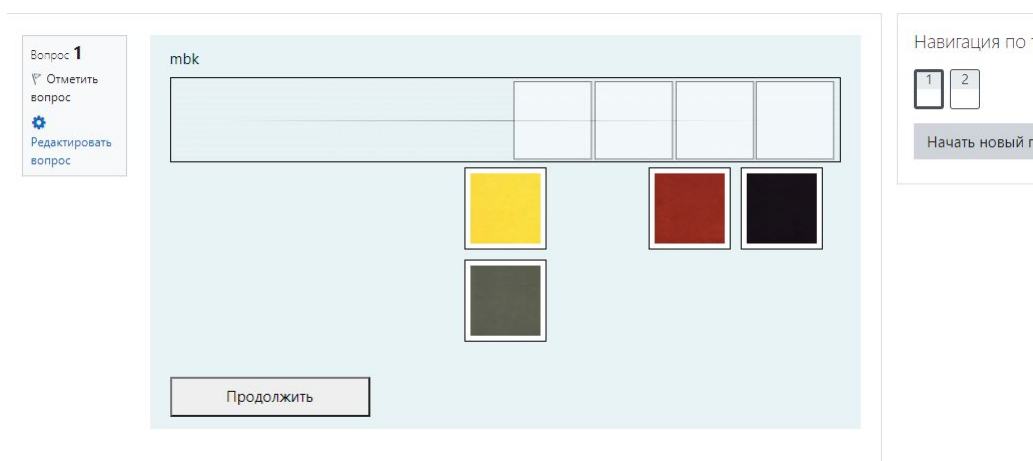 Вопрос 1
Отметить
вопрос
Редактировать
вопрос
mbk
Продолжить
Навигация по
1 2
Начать новый